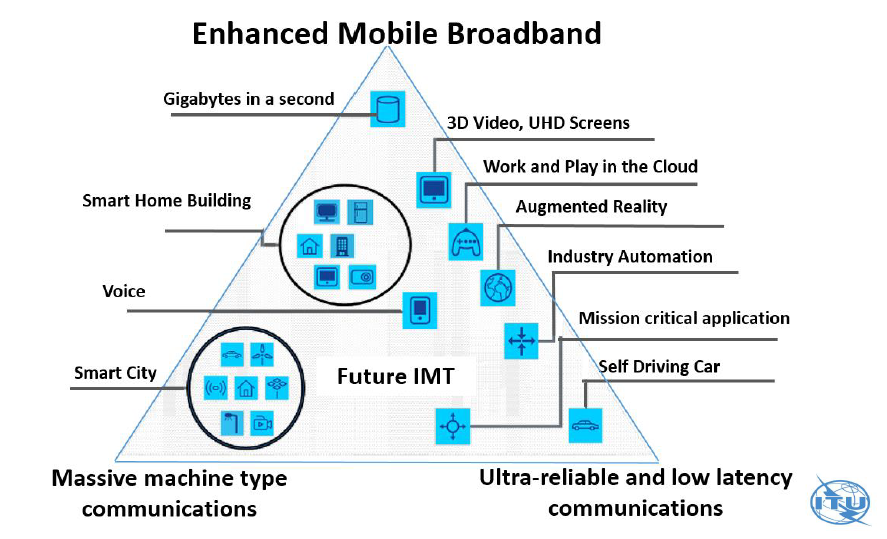 Enhanced Mobile Broadband
Gigabytes in a second
3D Video, UHD Screens
Work and Play in the Cloud
Smart Home Building
Augmented Reality
Industry Automation
Voice
Mission critical application
Smart City
Future IMT
Self Driving Car
Massive machine type
communications
Ultra-reliable and low latency
communications
ITU